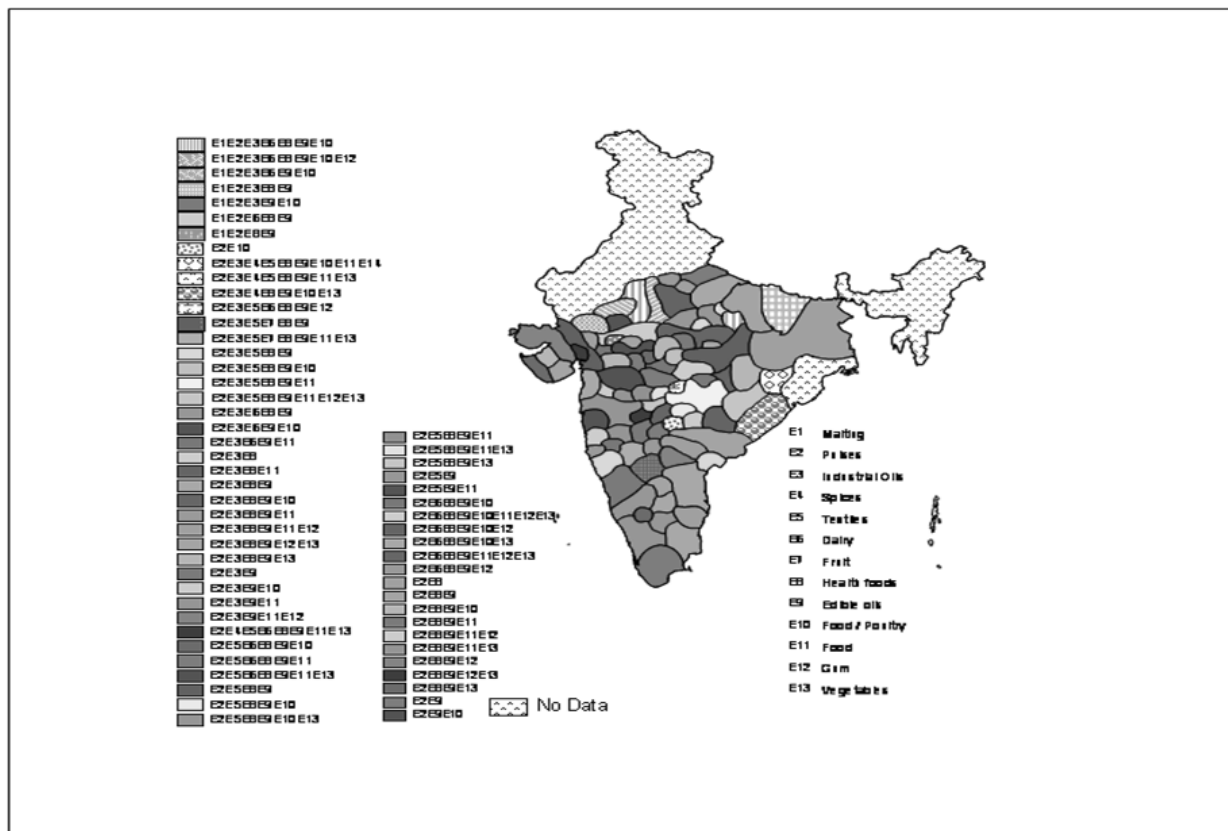 E1E2E3E6E8E9E10
E1E2E3E6E8E9E10E12
E1E2E3E6E9E10
E1E2E3E8E9
E1E2E3E9E10
E1E2E6E8E9
E1E2E8E9
E2E10
E2E3E4E5E8E9E10E11E14
E2E3E4E5E8E9E11E13
E2E3E4E8E9E10E13
E2E3E5E6E8E9E12
E2E3E5E7E8E9
E2E3E5E7E8E9E11E13
E2E3E5E8E9
E2E3E5E8E9E10
E2E3E5E8E9E11
E2E3E5E8E9E11E12E13
E2E3E6E8E9
E2E3E6E9E10
E2E3E6E9E11
E2E3E8
E2E3E8E11
E2E3E8E9
E2E3E8E9E10
E2E3E8E9E11
E2E3E8E9E11E12
E2E3E8E9E12E13
E2E3E8E9E13
E2E3E9
E2E3E9E10
E2E3E9E11
E2E3E9E11E12
E2E4E5E6E8E9E11E13
E2E5E6E8E9E10
E2E5E6E8E9E11
E2E5E6E8E9E11E13
E2E5E8E9
E2E5E8E9E10
E2E5E8E9E10E13
E2E5E8E9E11
E2E5E8E9E11E13
E2E5E8E9E13
E2E5E9
E2E5E9E11
E2E6E8E9E10
E2E6E8E9E10E11E12E13
E2E6E8E9E10E12
E2E6E8E9E10E13
E2E6E8E9E11E12E13
E2E6E8E9E12
E2E8
E2E8E9
E2E8E9E10
E2E8E9E11
E2E8E9E11E12
E2E8E9E11E13
E2E8E9E12
E2E8E9E12E13
E2E8E9E13
E2E9
E2E9E10
No Data
E1 Malting
E2 Pulses
E3 Industrial Oils
E4 Spices
E5 Textiles
E6 Dairy
E7 Fruit
E8 Health foods
E9 Edible oils
E10 Food / Poultry
E11 Food
E12 Gum
E13 Vegetables